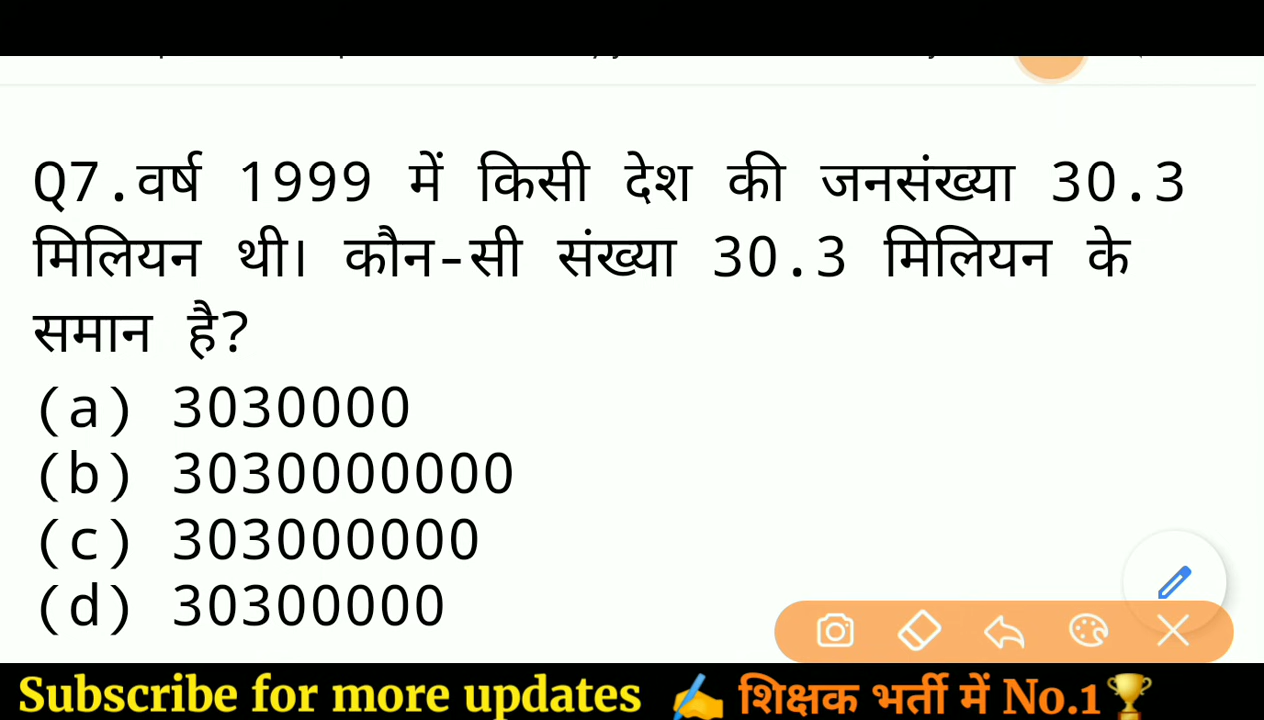 Q7.वर्ष 1999 में किसी देश की जनसंख्या 30.3
मिलियन थी। कौन-सी संख्या 30.3 मिलियन के
समान है?
(a) 3030000
(b) 3030000000
(c) 303000000
(d) 30300000
Subscribe for more updates ✍️ शिक्षक भर्ती में No.1🏆